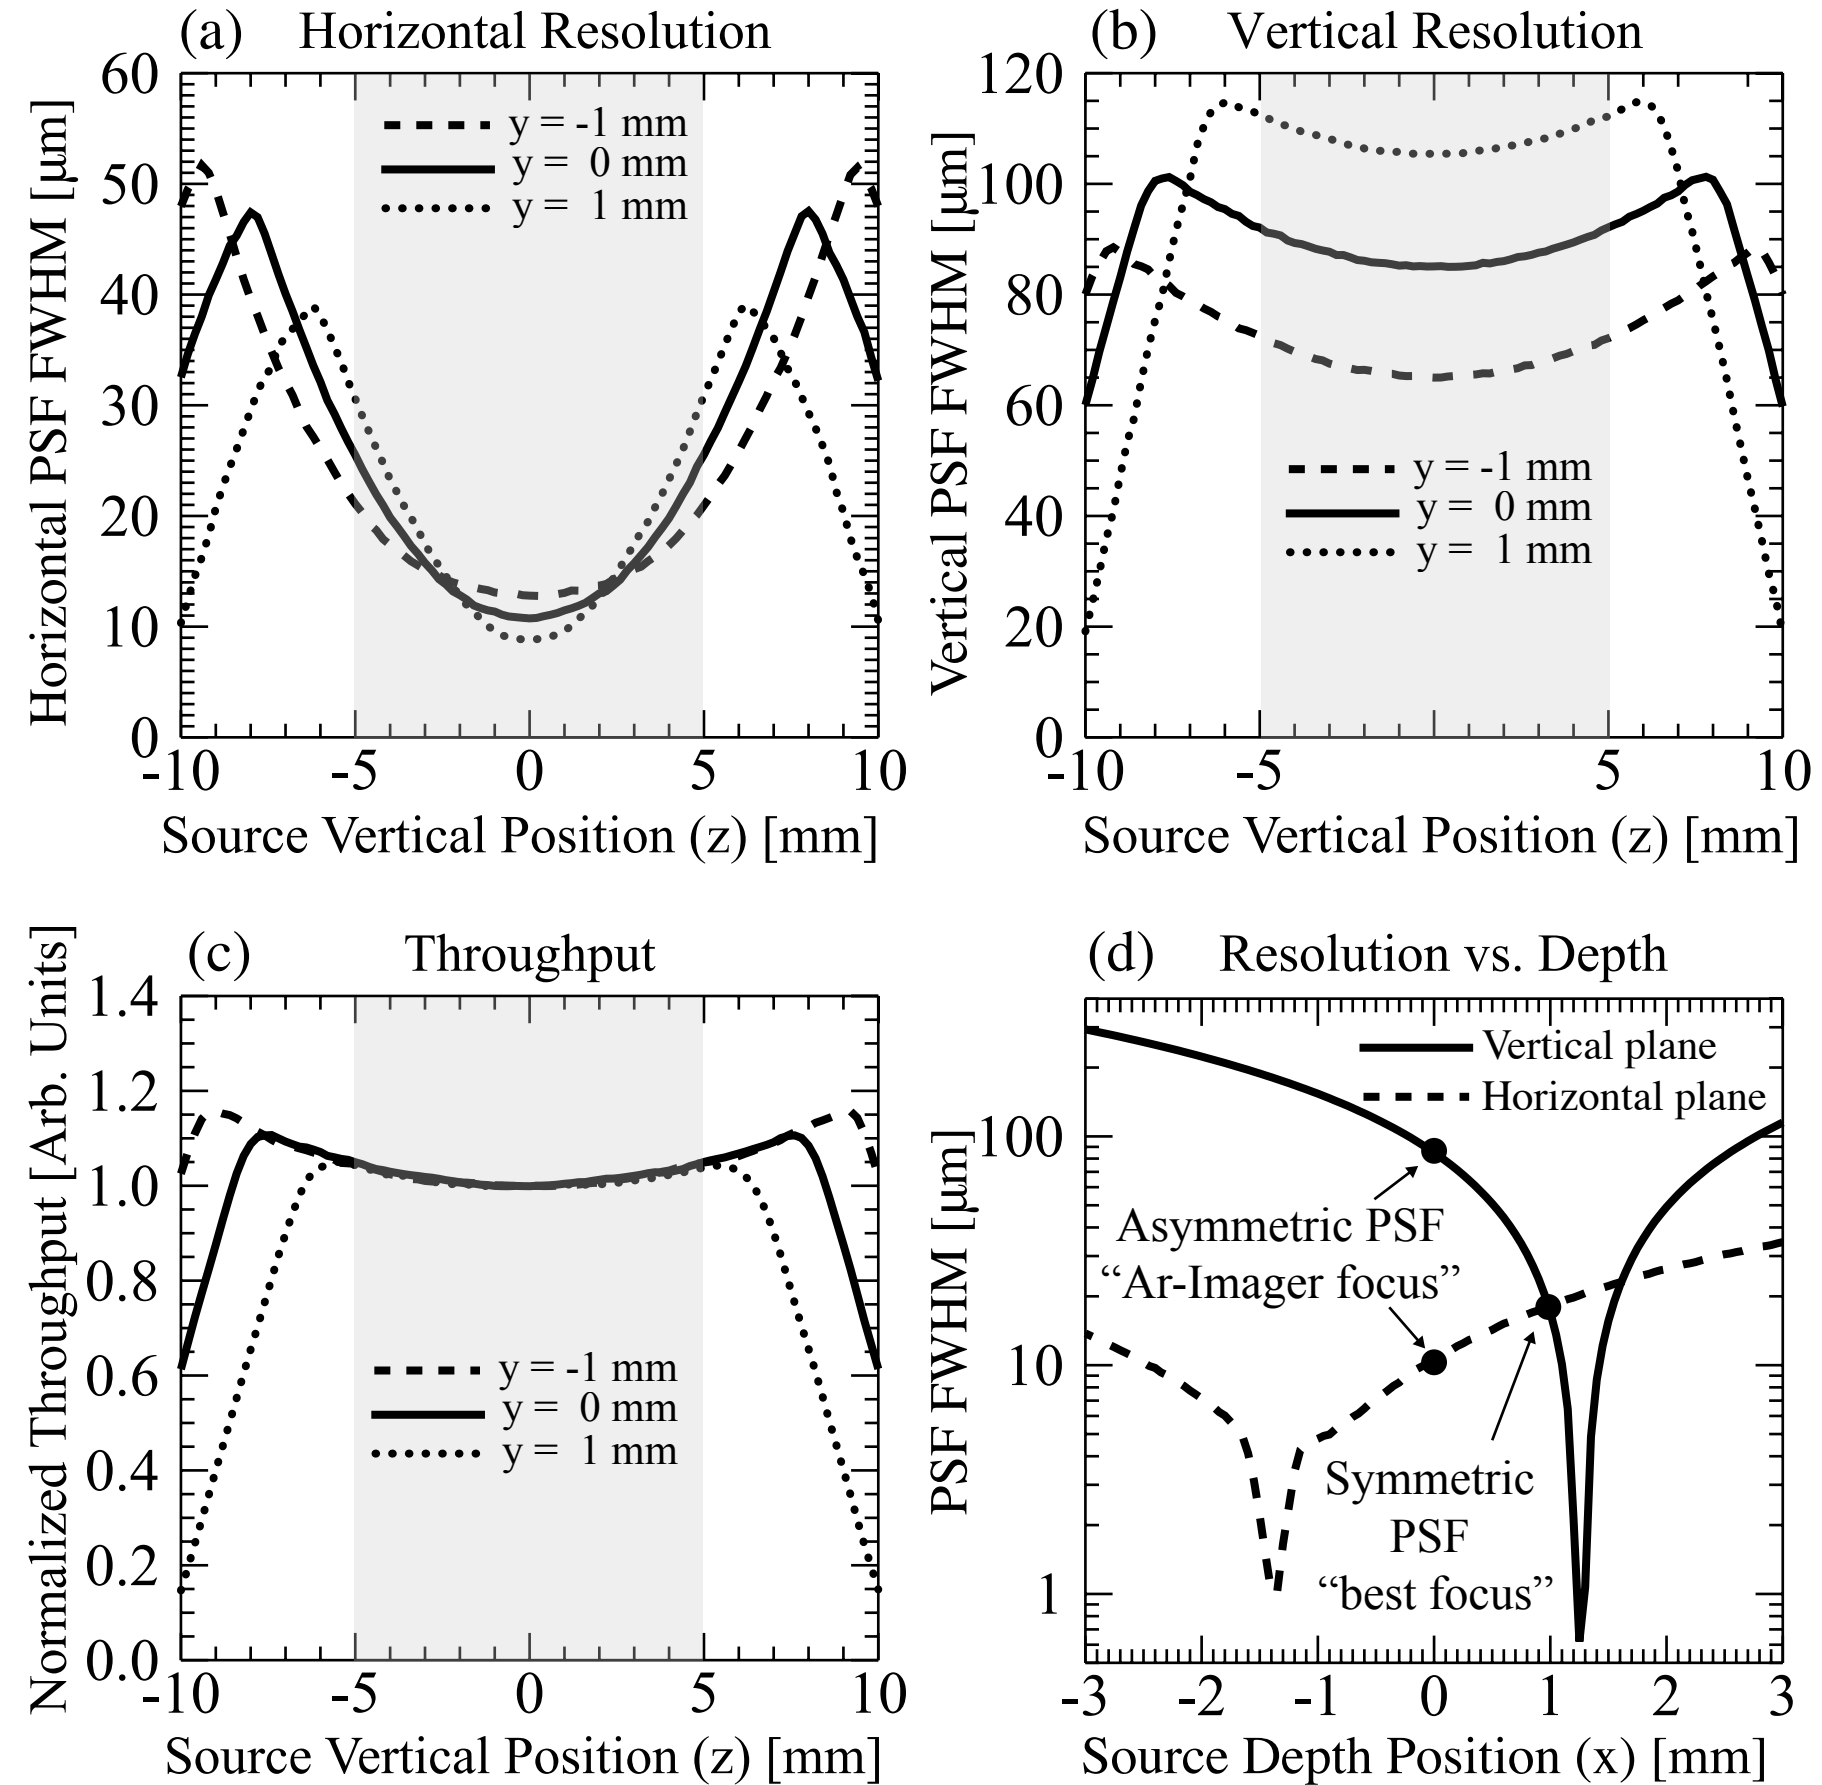 (a) Horizontal Resolution
Horizontal PSF FWHM [μm]
60
50
40
30
20
10
0
y = -1 mm
y = 0 mm
y = 1 mm
-10 -5 0 5 10
Source Vertical Position (z) [mm]
(b) Vertical Resolution
Vertical PSF FWHM [μm]
120
100
80
60
40
20
0
y = -1 mm
y = 0 mm
y = 1 mm
-10 -5 0 5 10
Source Vertical Position (z) [mm]
(c) Throughput
Normalized Throughput [Arb. Units]
1.4
1.2
1.0
0.8
0.6
0.4
0.2
0.0
y = -1 mm
y = 0 mm
y = 1 mm
-10 -5 0 5 10
Source Vertical Position (z) [mm]
(d) Resolution vs. Depth
PSF FWHM [μm]
100
10
1
Vertical plane
Horizontal plane
Asymmetric PSF
“Ar-Imager focus”
Symmetric
PSF
“best focus”
-3 -2 -1 0 1 2 3
Source Depth Position (x) [mm]